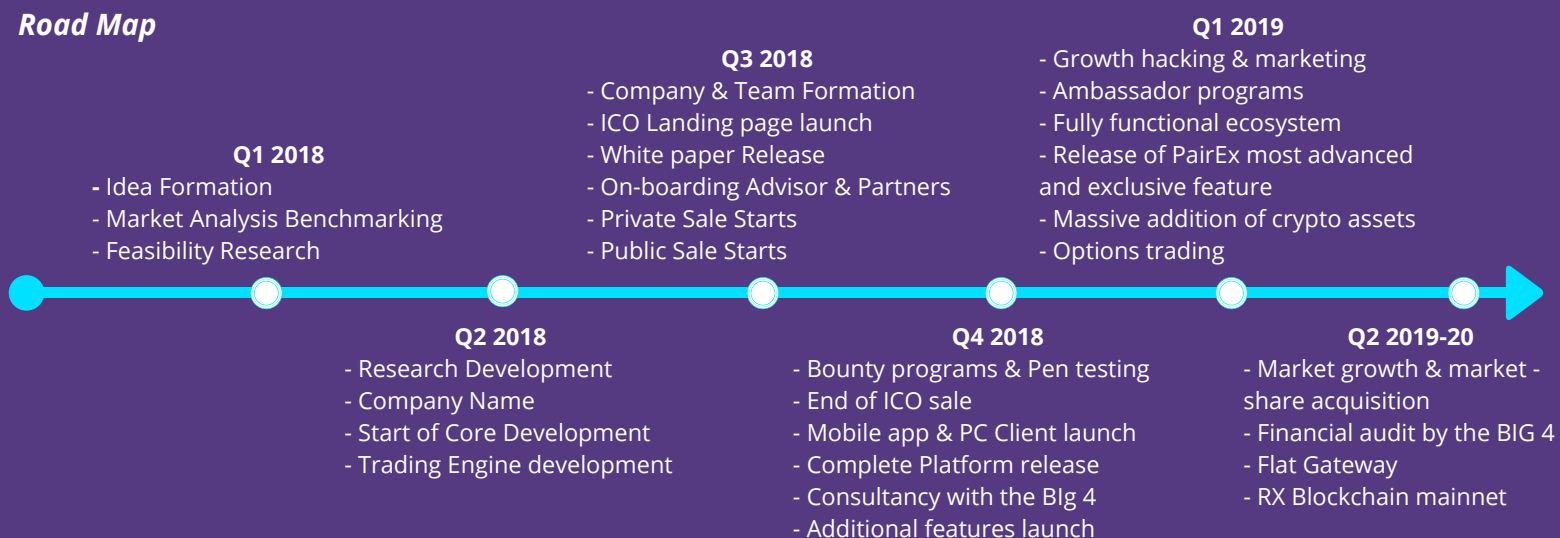 Road Map
Q1 2018
- Idea Formation
- Market Analysis Benchmarking
- Feasibility Research
Q2 2018
- Research Development
- Company Name
- Start of Core Development
- Trading Engine development
Q3 2018
- Company & Team Formation
- ICO Landing page launch
- White paper Release
- On-boarding Advisor & Partners
- Private Sale Starts
- Public Sale Starts
Q4 2018
- Bounty programs & Pen testing
- End of ICO sale
- Mobile app & PC Client launch
- Complete Platform release
- Consultancy with the BIg 4
- Additional features launch
Q1 2019
- Growth hacking & marketing
- Ambassador programs
- Fully functional ecosystem
- Release of PairEx most advanced
and exclusive feature
- Massive addition of crypto assets
- Options trading
Q2 2019-20
- Market growth & market -
share acquisition
- Financial audit by the BIG 4
- Flat Gateway
- RX Blockchain mainnet